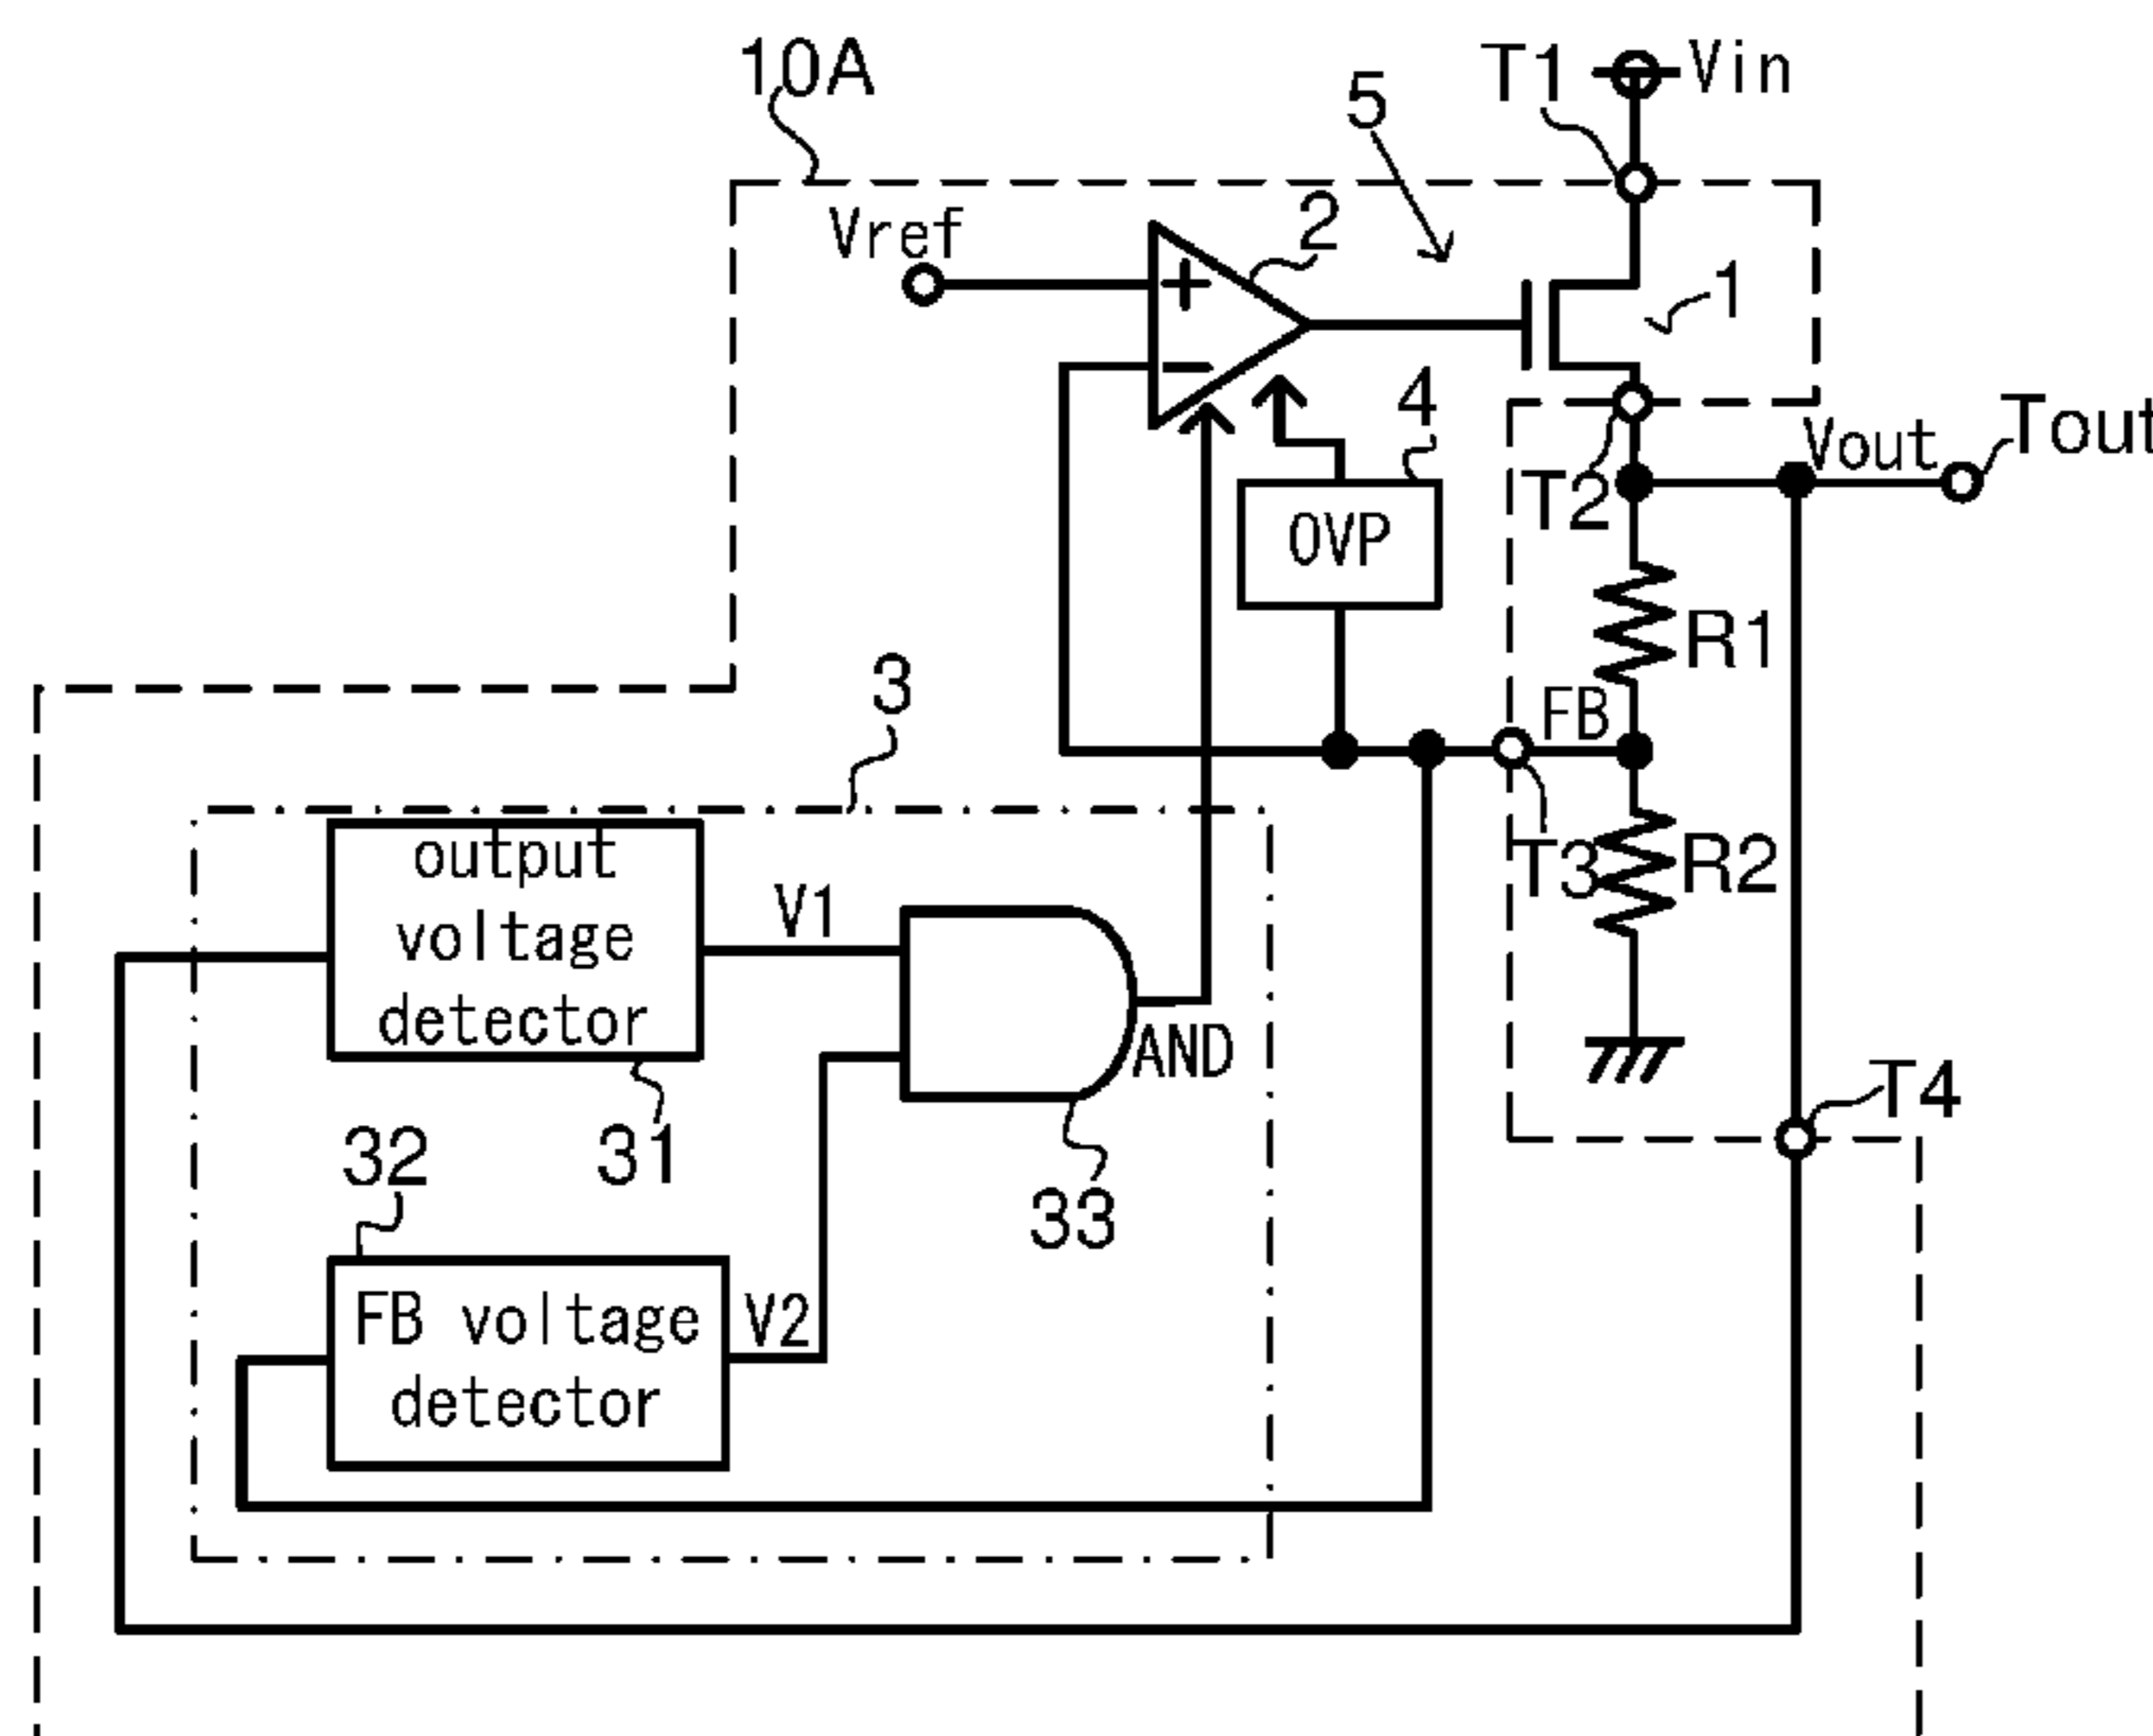 10A
T1
Vin
5
Vref
2
+
1
−
4
Vout
Tout
T2
OVP
R1
3
FB
T3
R2
output
voltage
detector
V1
AND
T4
32
31
33
FB voltage
detector
V2